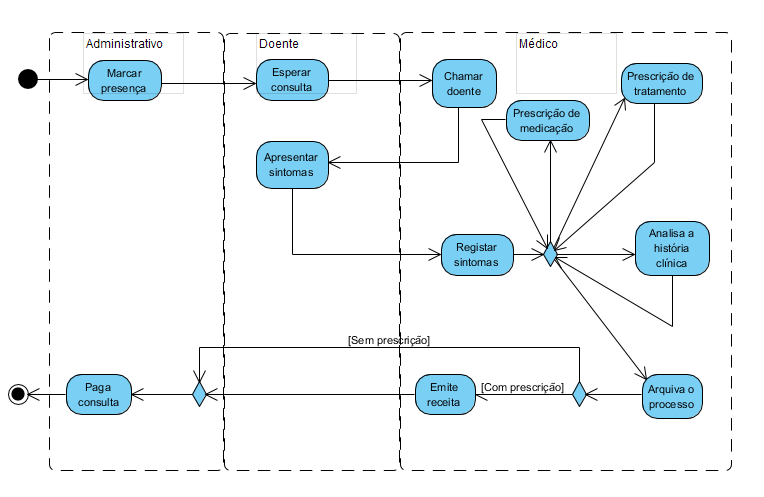 Administrativo
Doente
Médico
Marcar
presença
Esperar
consulta
Chamar
doente
Prescrição de
tratamento
Prescrição de
medicação
Apresentar
sintomas
Registar
sintomas
Analisa a
história
clínica
[Sem prescrição]
Paga
consulta
Emite
receita
[Com prescrição]
Arquiva o
processo